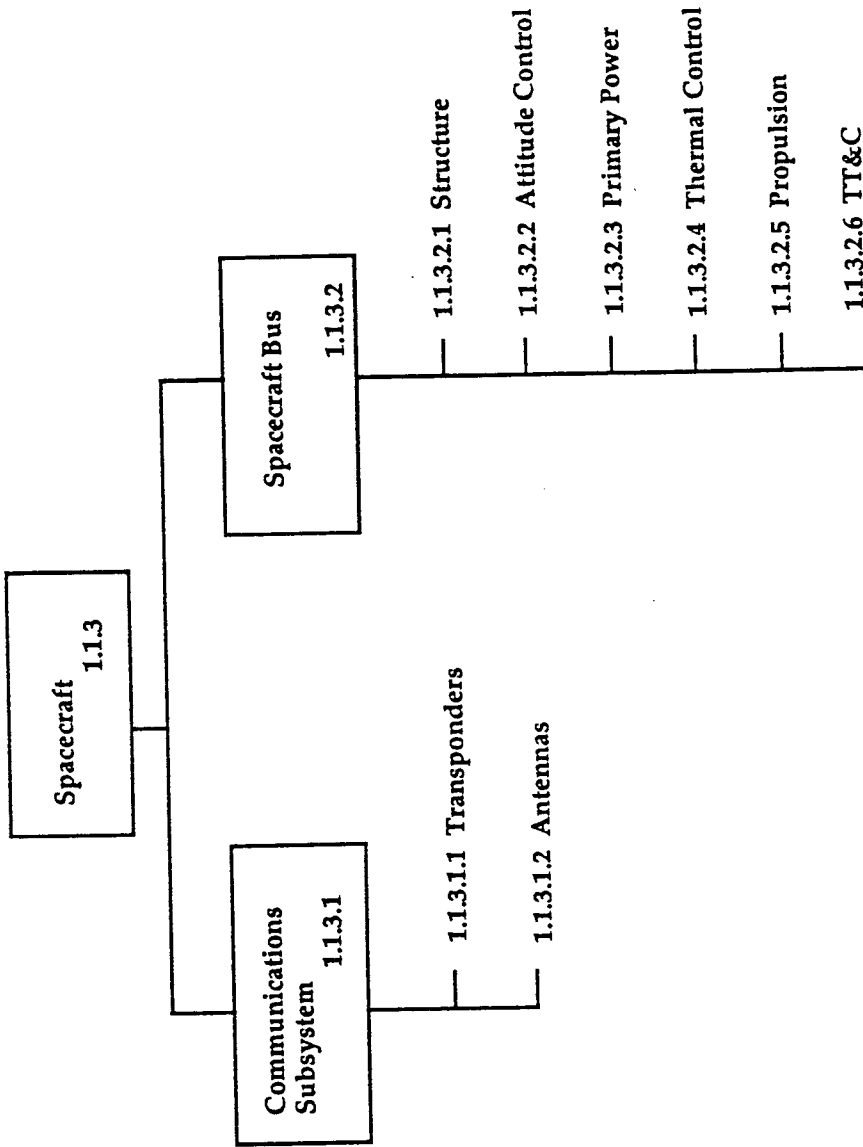 Spacecraft
1.1.3
Communications
Subsystem
1.1.3.1
1.1.3.1.1 Transponders
1.1.3.1.2 Antennas
Spacecraft Bus
1.1.3.2
1.1.3.2.1 Structure
1.1.3.2.2 Attitude Control
1.1.3.2.3 Primary Power
1.1.3.2.4 Thermal Control
1.1.3.2.5 Propulsion
1.1.3.2.6 TT&C